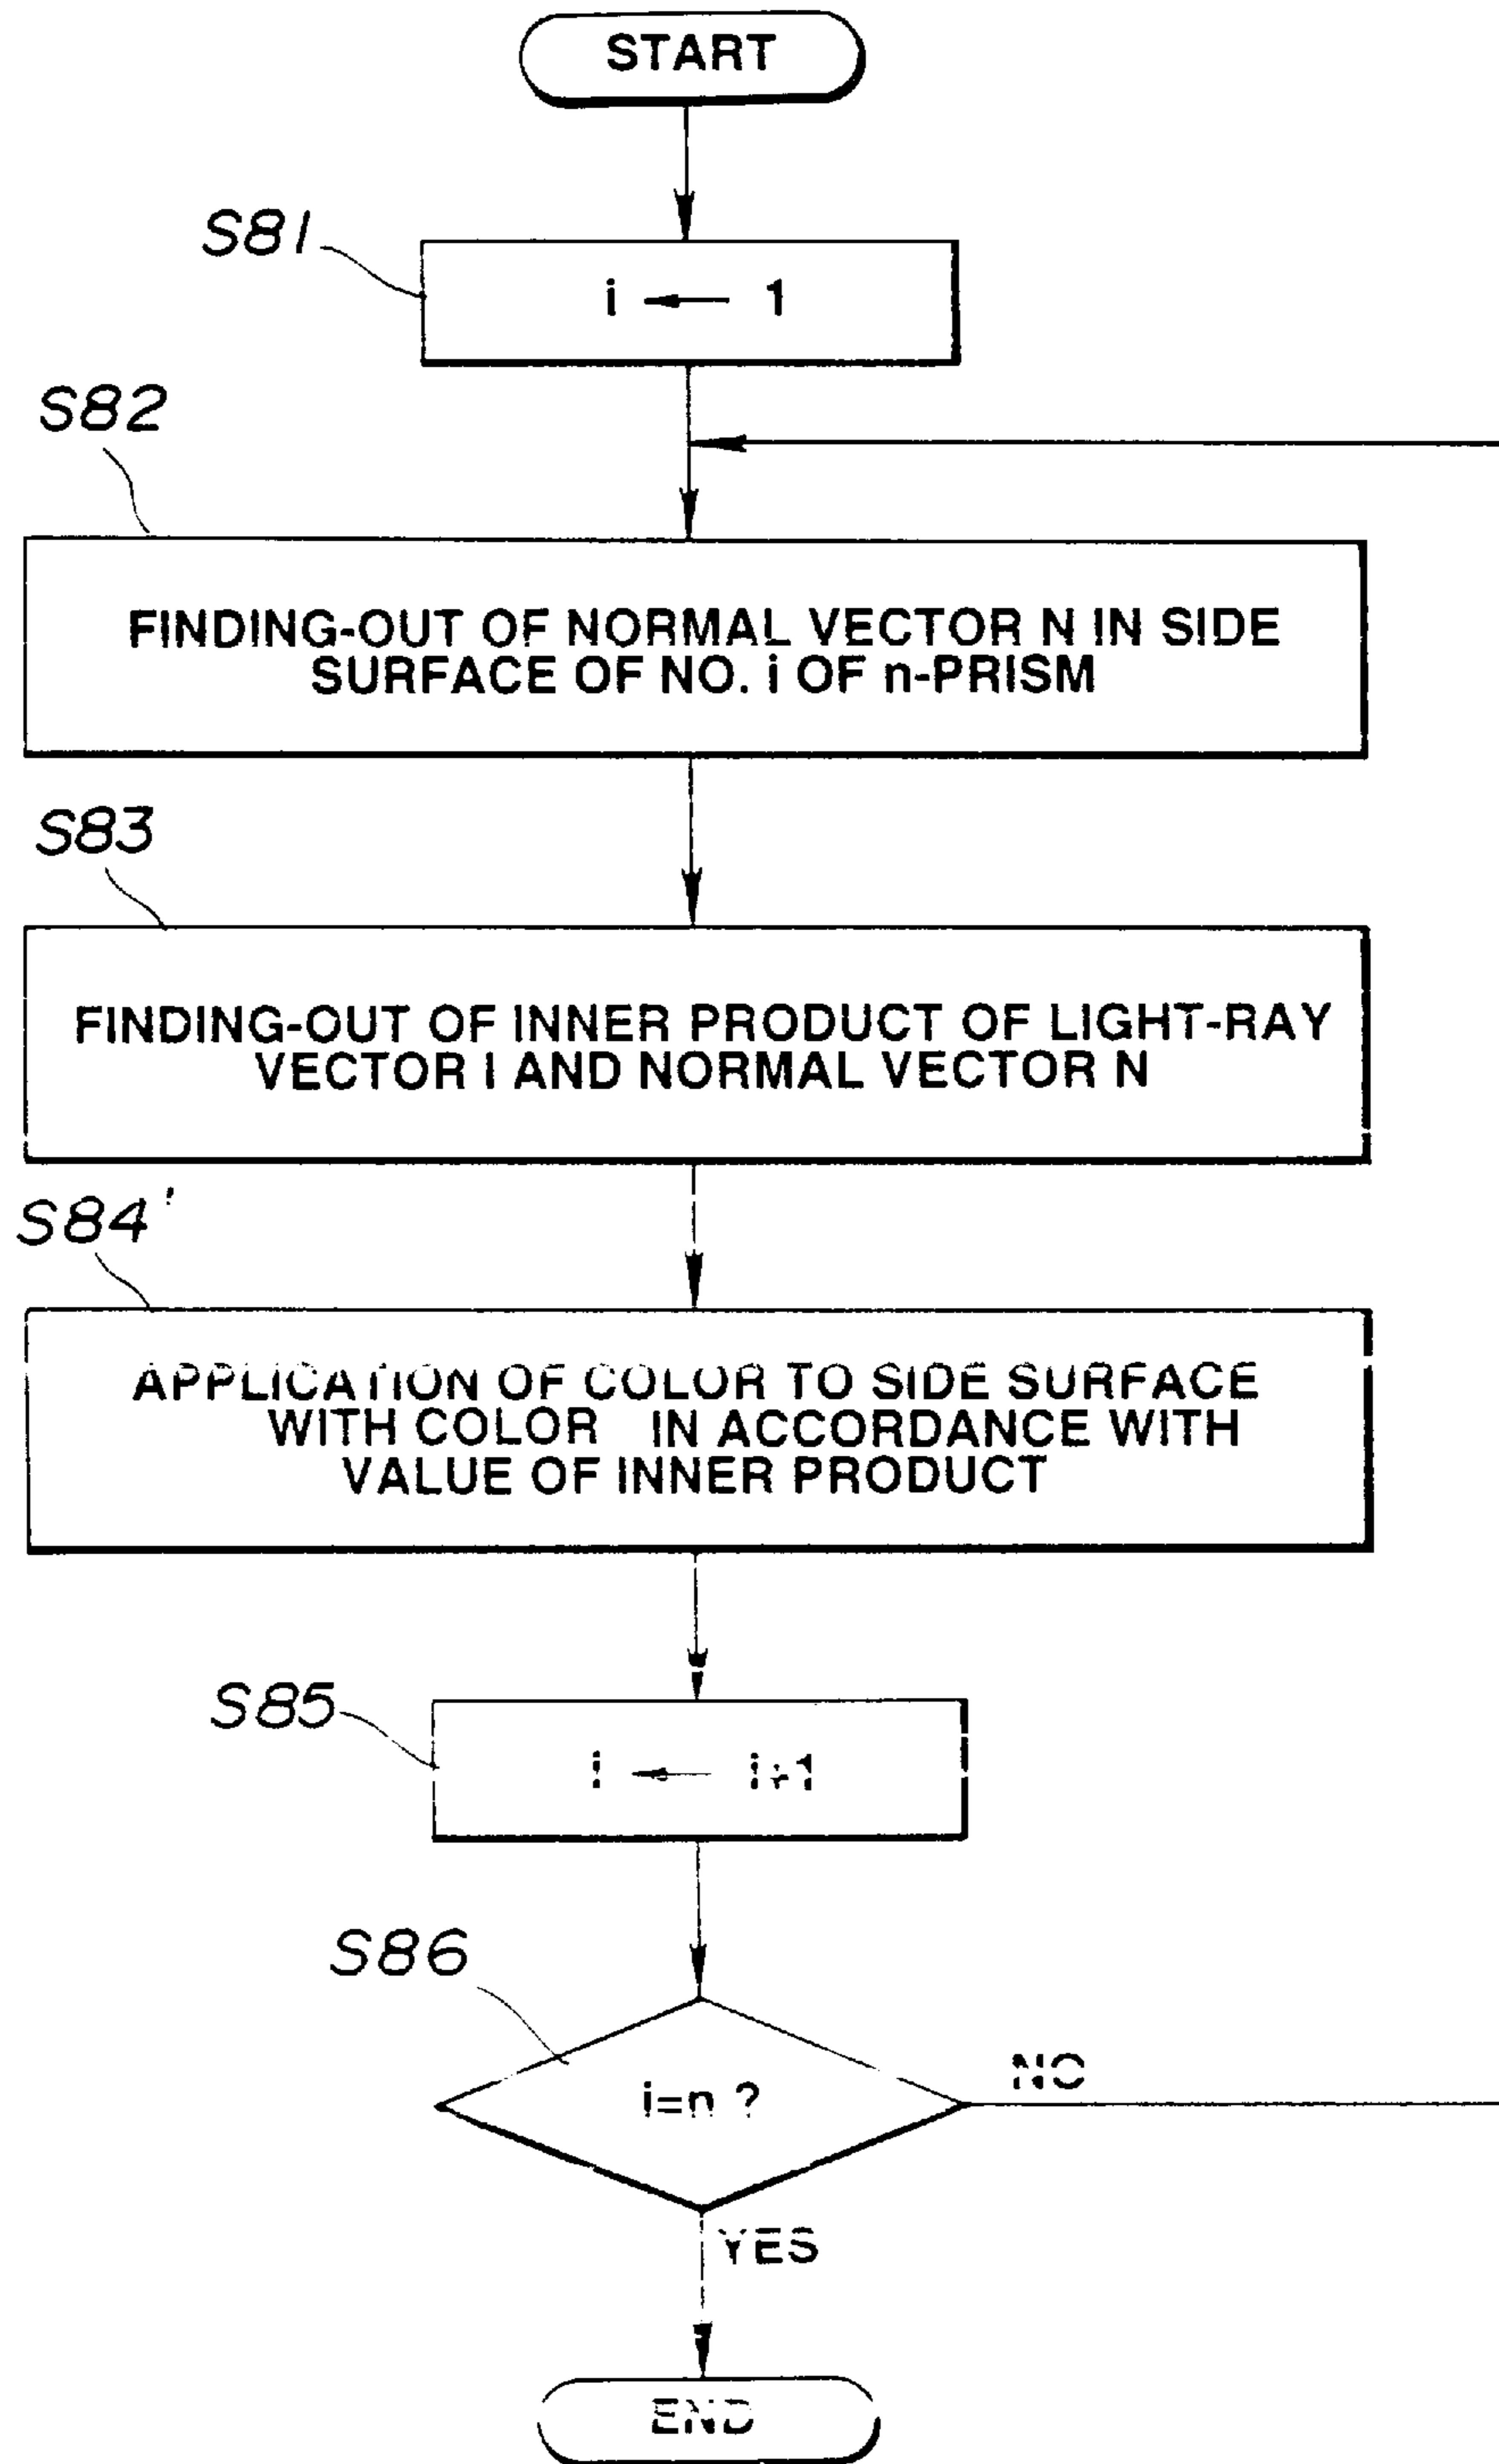 START
S81
i ← 1
S82
FINDING-OUT OF NORMAL VECTOR N IN SIDE
SURFACE OF NO. i OF n-PRISM
S83
FINDING-OUT OF INNER PRODUCT OF LIGHT-RAY
VECTOR I AND NORMAL VECTOR N
S84'
APPLICATION OF COLOR TO SIDE SURFACE
WITH COLOR IN ACCORDANCE WITH
VALUE OF INNER PRODUCT
S85
i ← i+1
S86
i=n ?
NO
YES
END